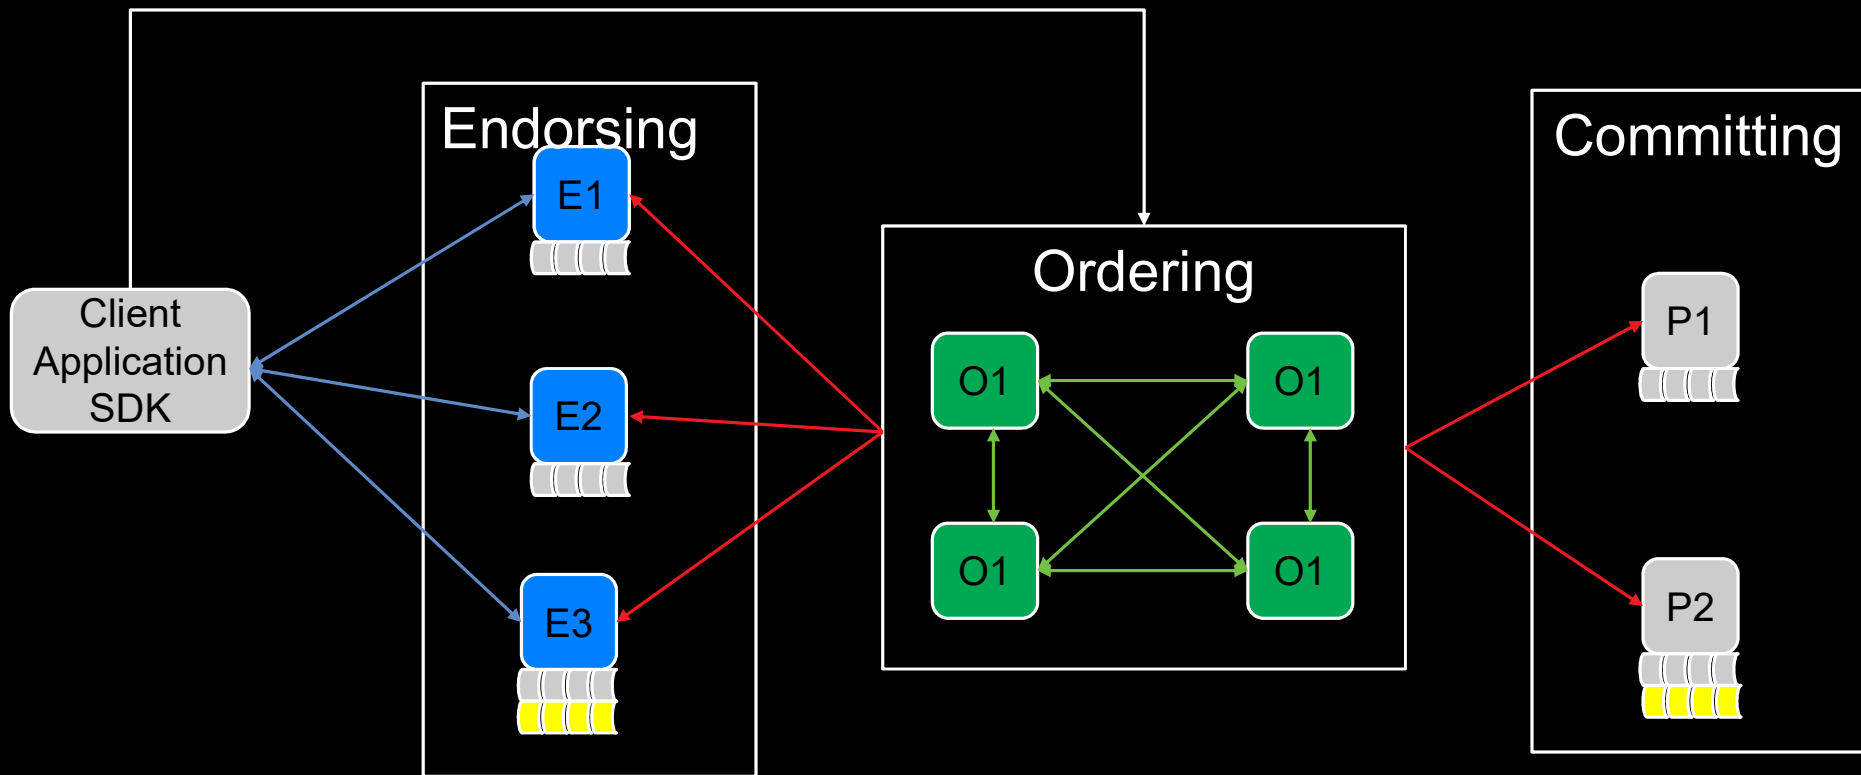 Endorsing
Committing
E1
Ordering
Client
Application
SDK
P1
O1
O1
E2
O1
O1
E3
P2